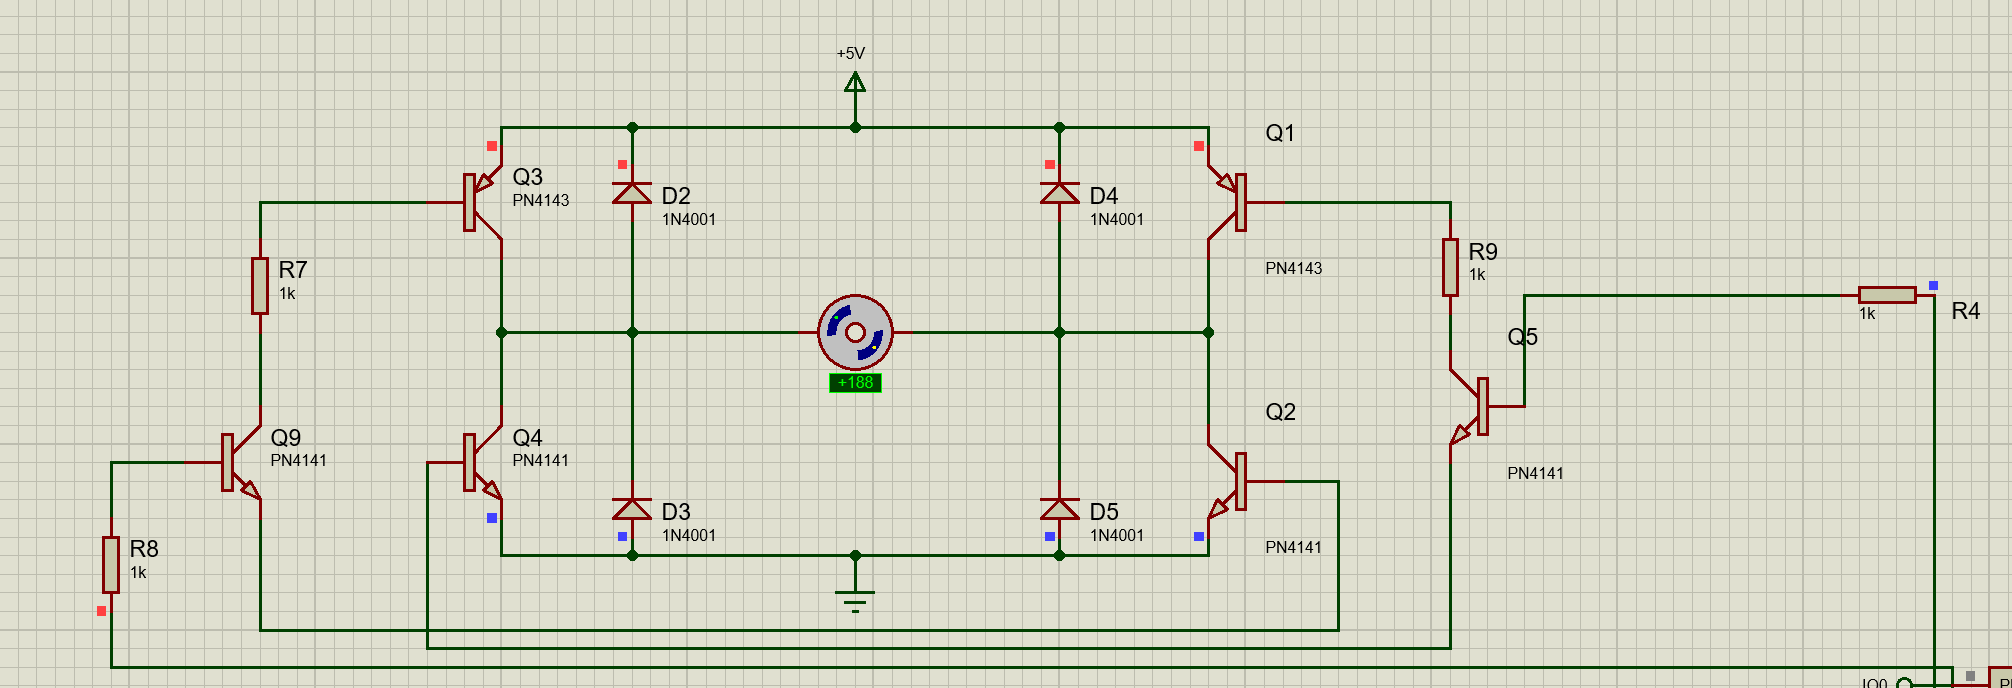 +5V
Q1
Q3
PN4143
D2
1N4001
D4
1N4001
PN4143
R7
1k
R9
1k
1k
R4
Q5
+188
Q9
PN4141
Q4
PN4141
Q2
PN4141
D3
1N4001
D5
1N4001
PN4141
R8
1k
IO0